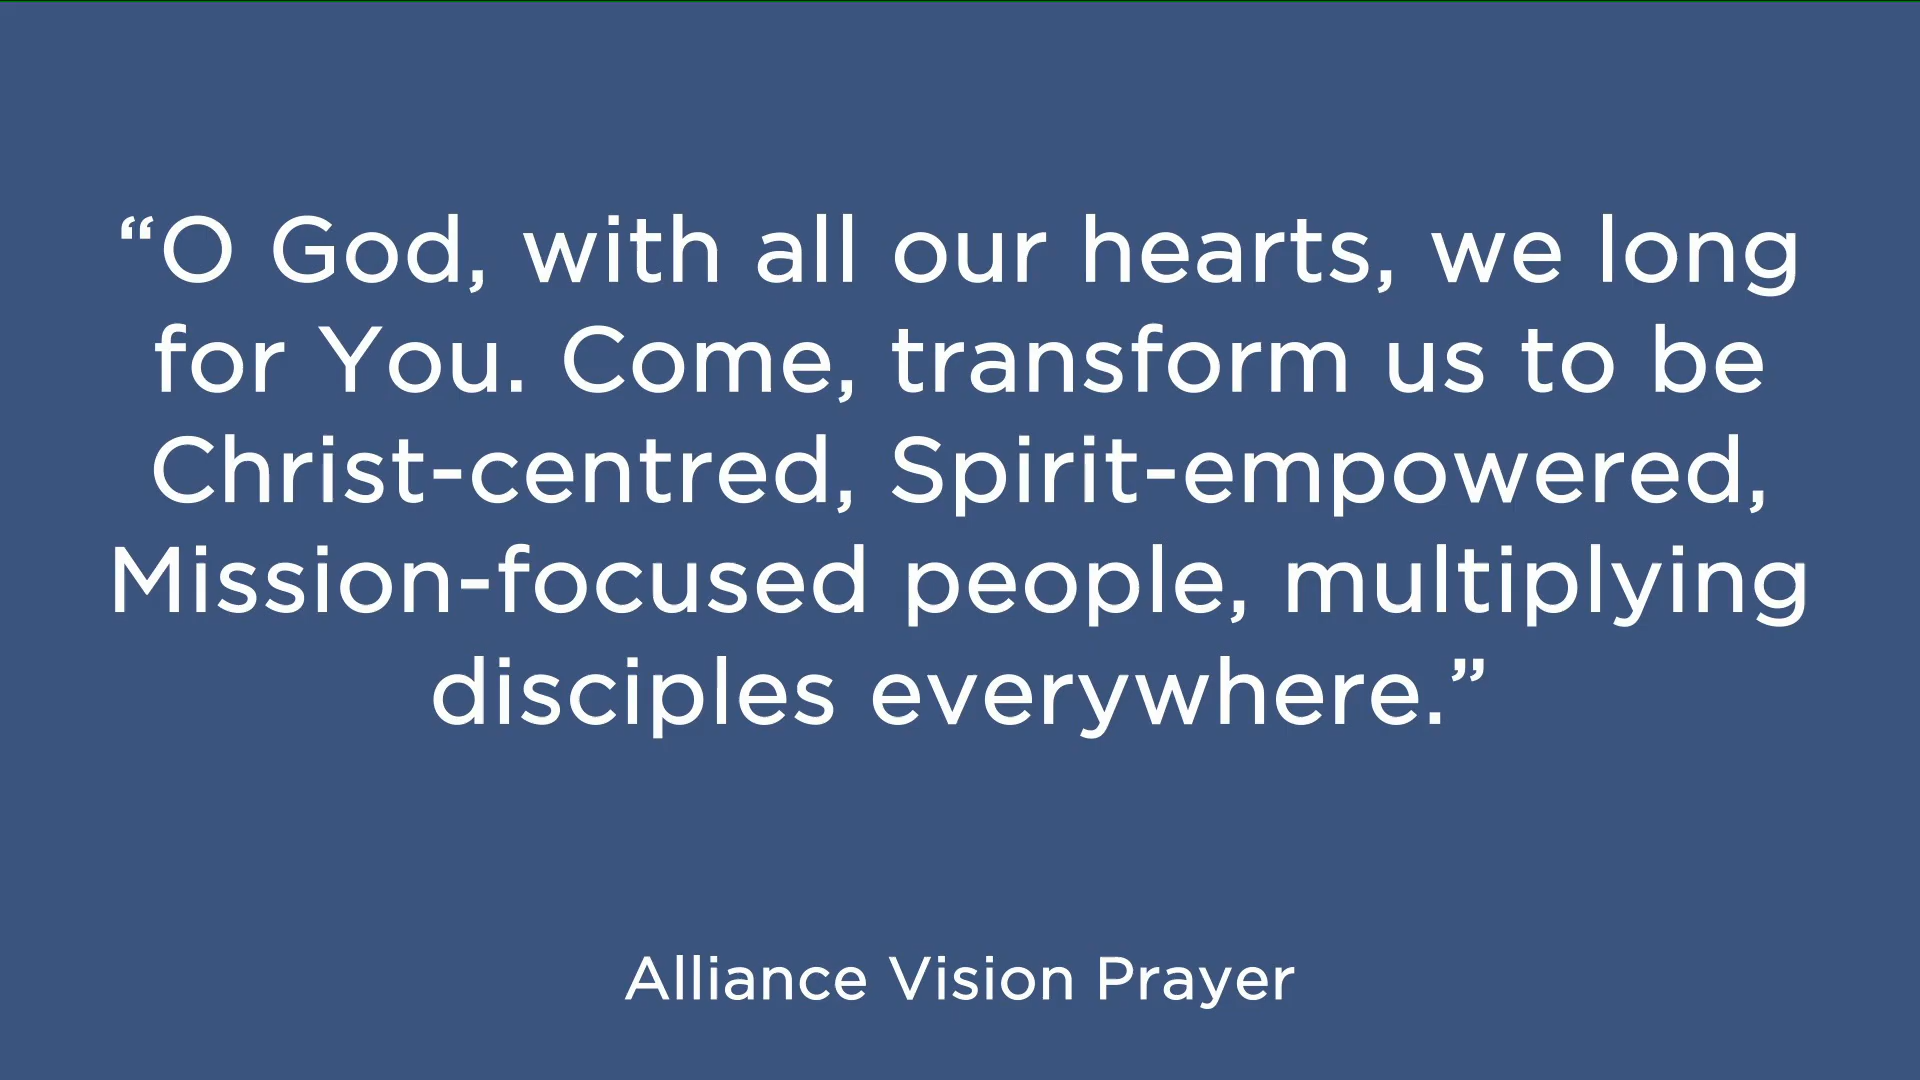 “O God, with all our hearts, we long
for You. Come, transform us to be
Christ-centred, Spirit-empowered,
Mission-focused people, multiplying
disciples everywhere.”
Alliance Vision Prayer